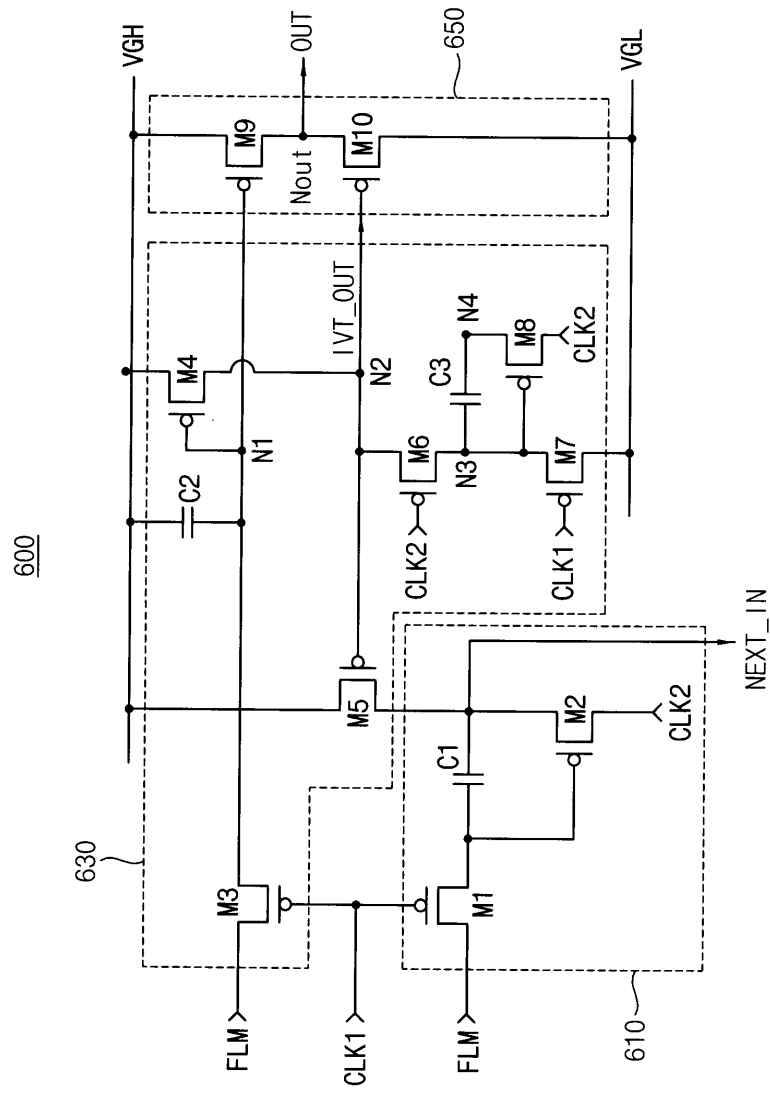 600
VGH
650
OUT
M9
Nout
M10
IVT_OUT
M4
N1
C2
N2
N4
C3
M8
CLK2
M6
N3
M7
CLK2
CLK1
VGL
630
M5
M3
FLM
CLK1
M1
FLM
C1
M2
CLK2
NEXT_IN
610